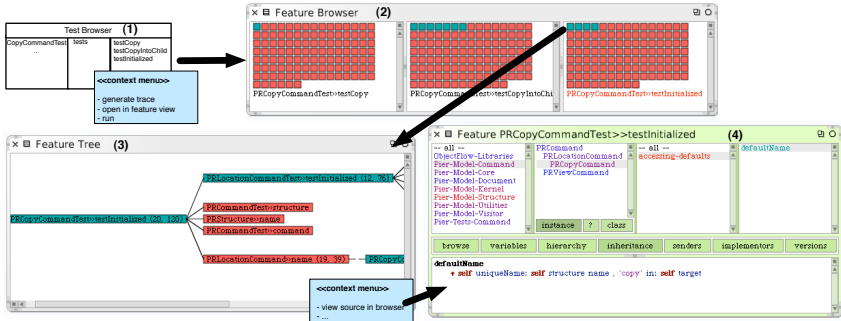 Test Browser (1)
CopyCommandTest
...
tests
testCopy
testCopyIntoChild
testInitialized
<<context menu>>
- generate trace
- open in feature view
- run
Feature Browser (2)
PRCopyCommandTest»testCopy
PRCopyCommandTest»testCopyIntoChi
PRCopyCommandTest»testInitialized
Feature Tree (3)
PRLocationCommandTest»testInitialized (12, 76)
PRCommandTest»structure
PRCopyCommandTest»testInitialized (20, 120)
PRStructure»name
PRCommandTest»command
PRLocationCommand»name (19, 39)
PRCopyCo
<<context menu>>
- view source in browser
- ...
Feature PRCopyCommandTest>>testInitialized (4)
-- all --
ObjectFlow-Libraries
Pier-Model-Command
Pier-Model-Core
Pier-Model-Document
Pier-Model-Kernel
Pier-Model-Structure
Pier-Model-Utilities
Pier-Model-Visitor
Pier-Tests-Command
PRCommand
PRLocationCommand
PRCopyCommand
PRViewCommand
instance ? class
-- all --
accessing-defaults
defaultName
browse variables hierarchy inheritance senders implementors versions
defaultName
↑ self uniqueName: self structure name , 'copy' in: self target